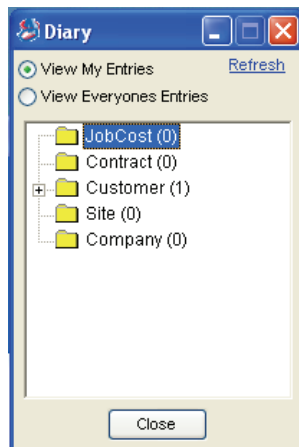 Diary
View My Entries Refresh
View Everyones Entries
JobCost (0)
Contract (0)
Customer (1)
Site (0)
Company (0)
Close